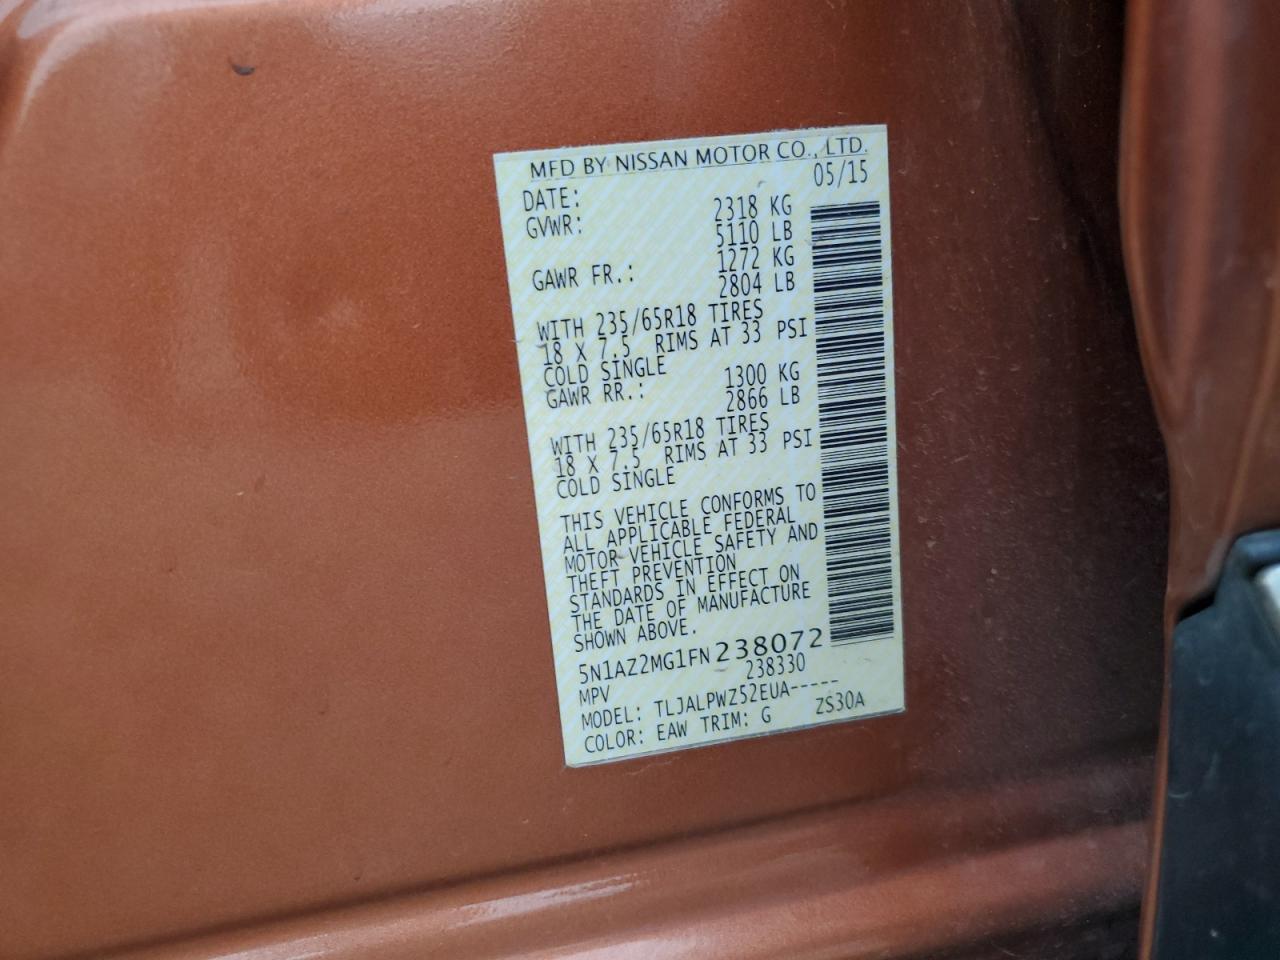 MFD BY NISSAN MOTOR CO., LTD.
DATE: 05/15
GVWR: 2318 KG
5110 LB
GAWR FR.: 1272 KG
2804 LB
WITH 235/65R18 TIRES
18 X 7.5 RIMS AT 33 PSI
COLD SINGLE
GAWR RR.: 1300 KG
2866 LB
WITH 235/65R18 TIRES
18 X 7.5 RIMS AT 33 PSI
COLD SINGLE
THIS VEHICLE CONFORMS TO
ALL APPLICABLE FEDERAL
MOTOR VEHICLE SAFETY AND
THEFT PREVENTION
STANDARDS IN EFFECT ON
THE DATE OF MANUFACTURE
SHOWN ABOVE.
5N1AZ2MG1FN238072
MPV 238330
MODEL: TLJALPWZ52EUA-----
COLOR: EAW TRIM: G ZS30A